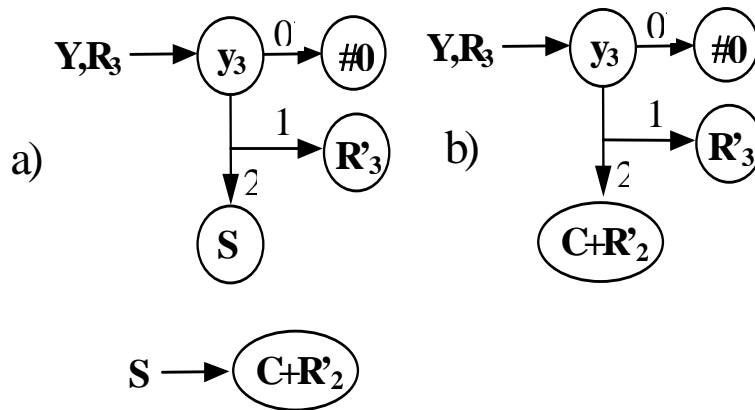 Y,R3 y3 0 #0
1
a) R'3
2
S
S C+R'2
Y,R3 y3 0 #0
1
b) R'3
2
C+R'2